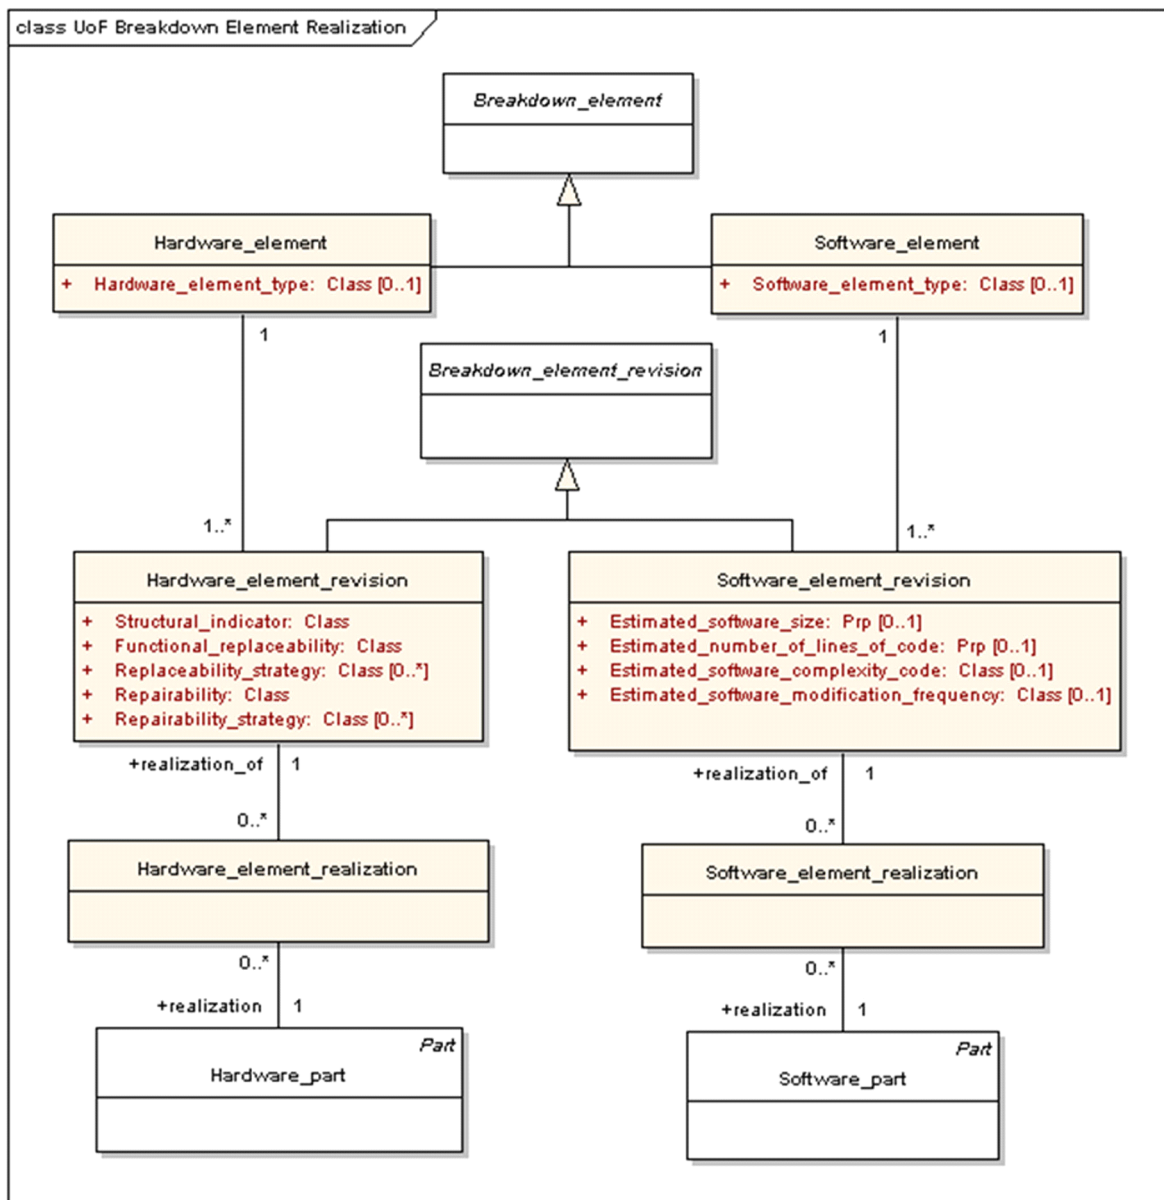 class UoF Breakdown Element Realization
Breakdown_element
Hardware_element
+ Hardware_element_type: Class [0..1]
Software_element
+ Software_element_type: Class [0..1]
1
1
Breakdown_element_revision
1..*
1..*
Hardware_element_revision
+ Structural_indicator: Class
+ Functional_replaceability: Class
+ Replaceability_strategy: Class [0..*]
+ Repairability: Class
+ Repairability_strategy: Class [0..*]
Software_element_revision
+ Estimated_software_size: Prp [0..1]
+ Estimated_number_of_lines_of_code: Prp [0..1]
+ Estimated_software_complexity_code: Class [0..1]
+ Estimated_software_modification_frequency: Class [0..1]
+realization_of 1
+realization_of 1
0..*
0..*
Hardware_element_realization
Software_element_realization
0..*
0..*
+realization 1
+realization 1
Part
Hardware_part
Part
Software_part